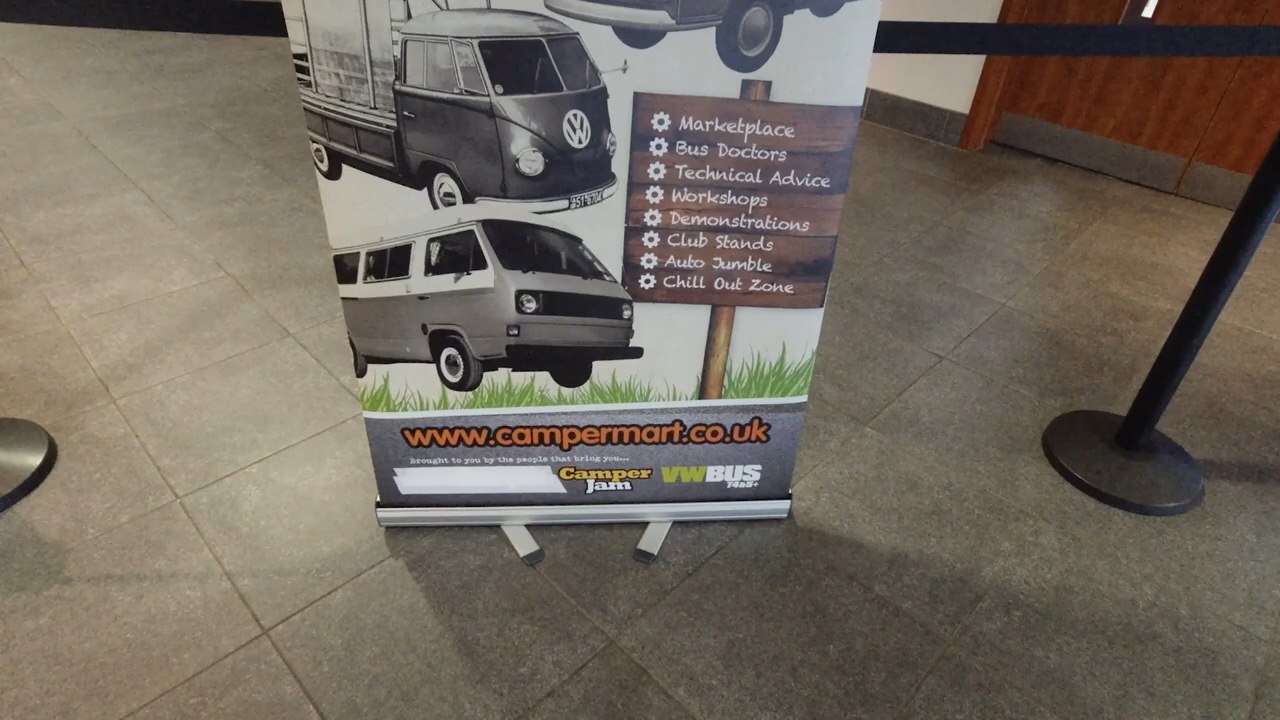 VW
Marketplace
Bus Doctors
Technical Advice
Workshops
Demonstrations
Club Stands
Auto Jumble
Chill Out Zone
www.campermart.co.uk
Brought to you by the people that bring you...
Camper
Jam
VWBUS
T4&5+